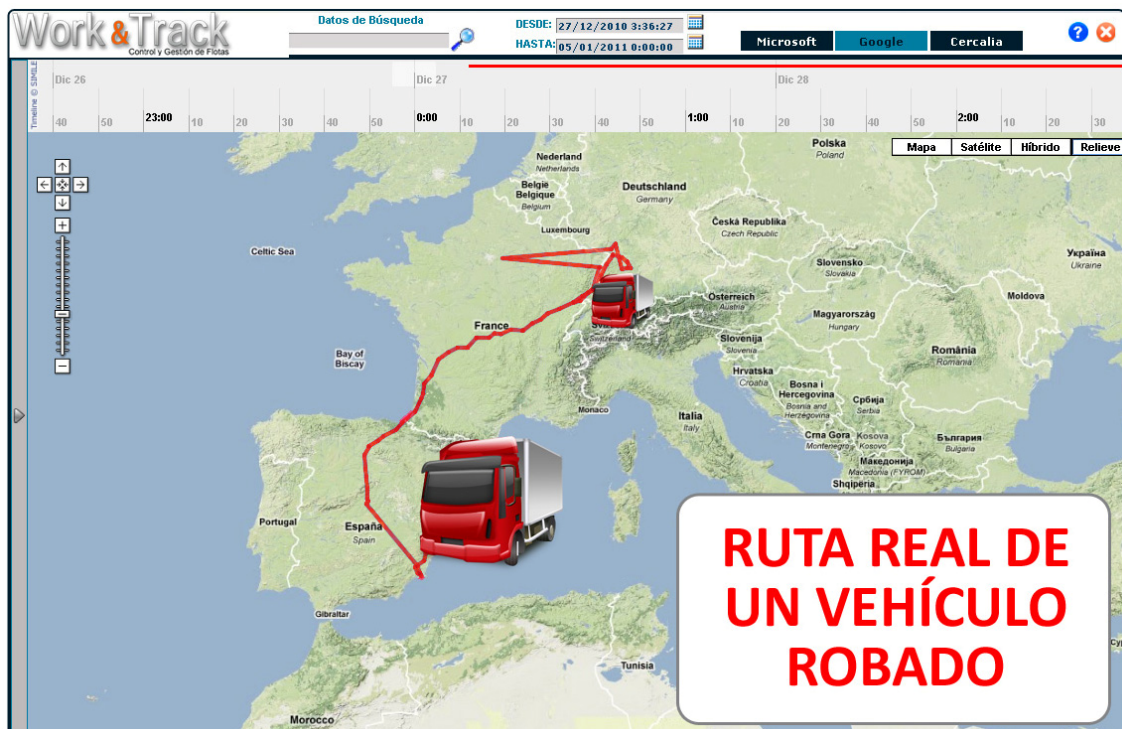 Work & Track
Control y Gestión de Flotas
Datos de Búsqueda
DESDE: 27/12/2010 3:36:27
HASTA: 05/01/2011 0:00:00
Microsoft Google Cercalia
Timeline © SIMILE
Dic 26 Dic 27 Dic 28
40 50 23:00 10 20 30 40 50 0:00 10 20 30 40 50 1:00 10 20 30 40 50 2:00 10 20 30
Mapa Satélite Híbrido Relieve
Polska
Poland
Nederland
Netherlands
België
Belgique
Belgium
Deutschland
Germany
Luxembourg
Česká Republika
Czech Republic
Celtic Sea
Slovensko
Slovakia
Україна
Ukraine
Österreich
Austria
Moldova
France
Switzerland
Magyarország
Hungary
Bay of
Biscay
Slovenija
Slovenia
România
Romania
Hrvatska
Croatia
Bosna i
Hercegovina
Bosnia and
Herzegovina
Србија
Serbia
Monaco
Italia
Italy
Crna Gora
Montenegro
Kosova
Kosovo
България
Bulgaria
Македонија
Macedonia (FYROM)
Shqipëria
Portugal
España
Spain
Gibraltar
Tunisia
Morocco
RUTA REAL DE
UN VEHÍCULO
ROBADO